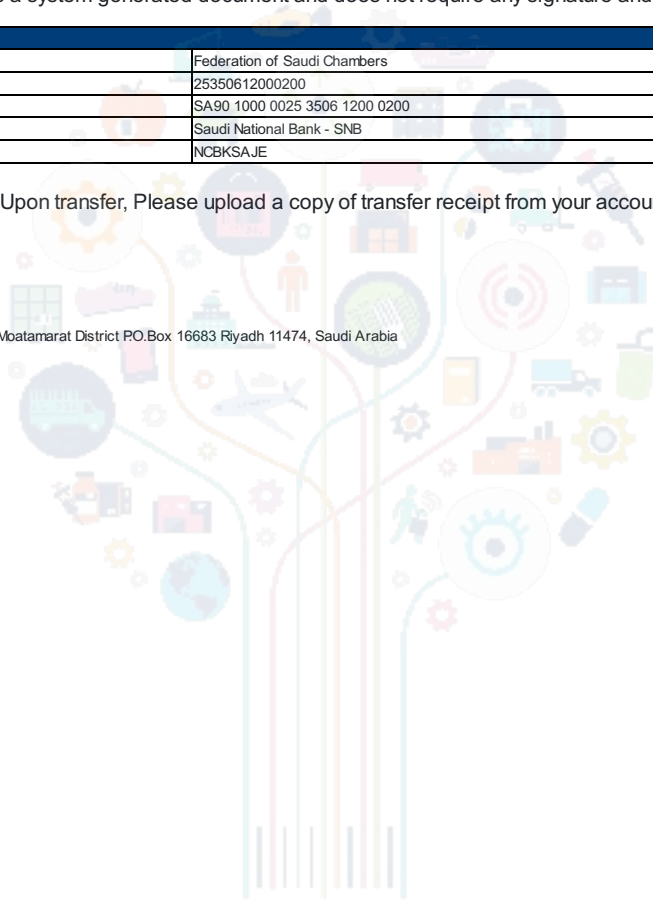 a system generated document and does not require any signature and
Federation of Saudi Chambers
25350612000200
SA90 1000 0025 3506 1200 0200
Saudi National Bank - SNB
NCBKSAJE
Upon transfer, Please upload a copy of transfer receipt from your accou
Moatamarat District P.O.Box 16683 Riyadh 11474, Saudi Arabia